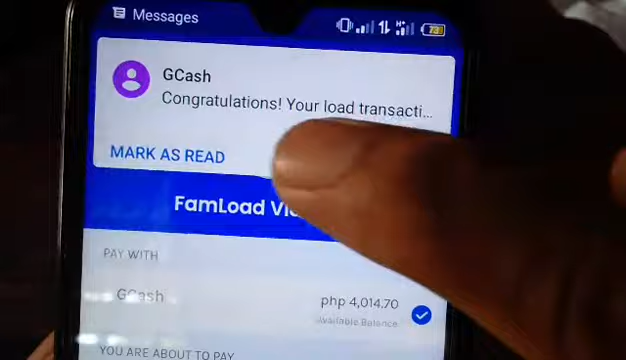 Messages
73
GCash
Congratulations! Your load transacti...
MARK AS READ
FamLoad
PAY WITH
GCash
php 4,014.70
Available Balance
YOU ARE ABOUT TO PAY